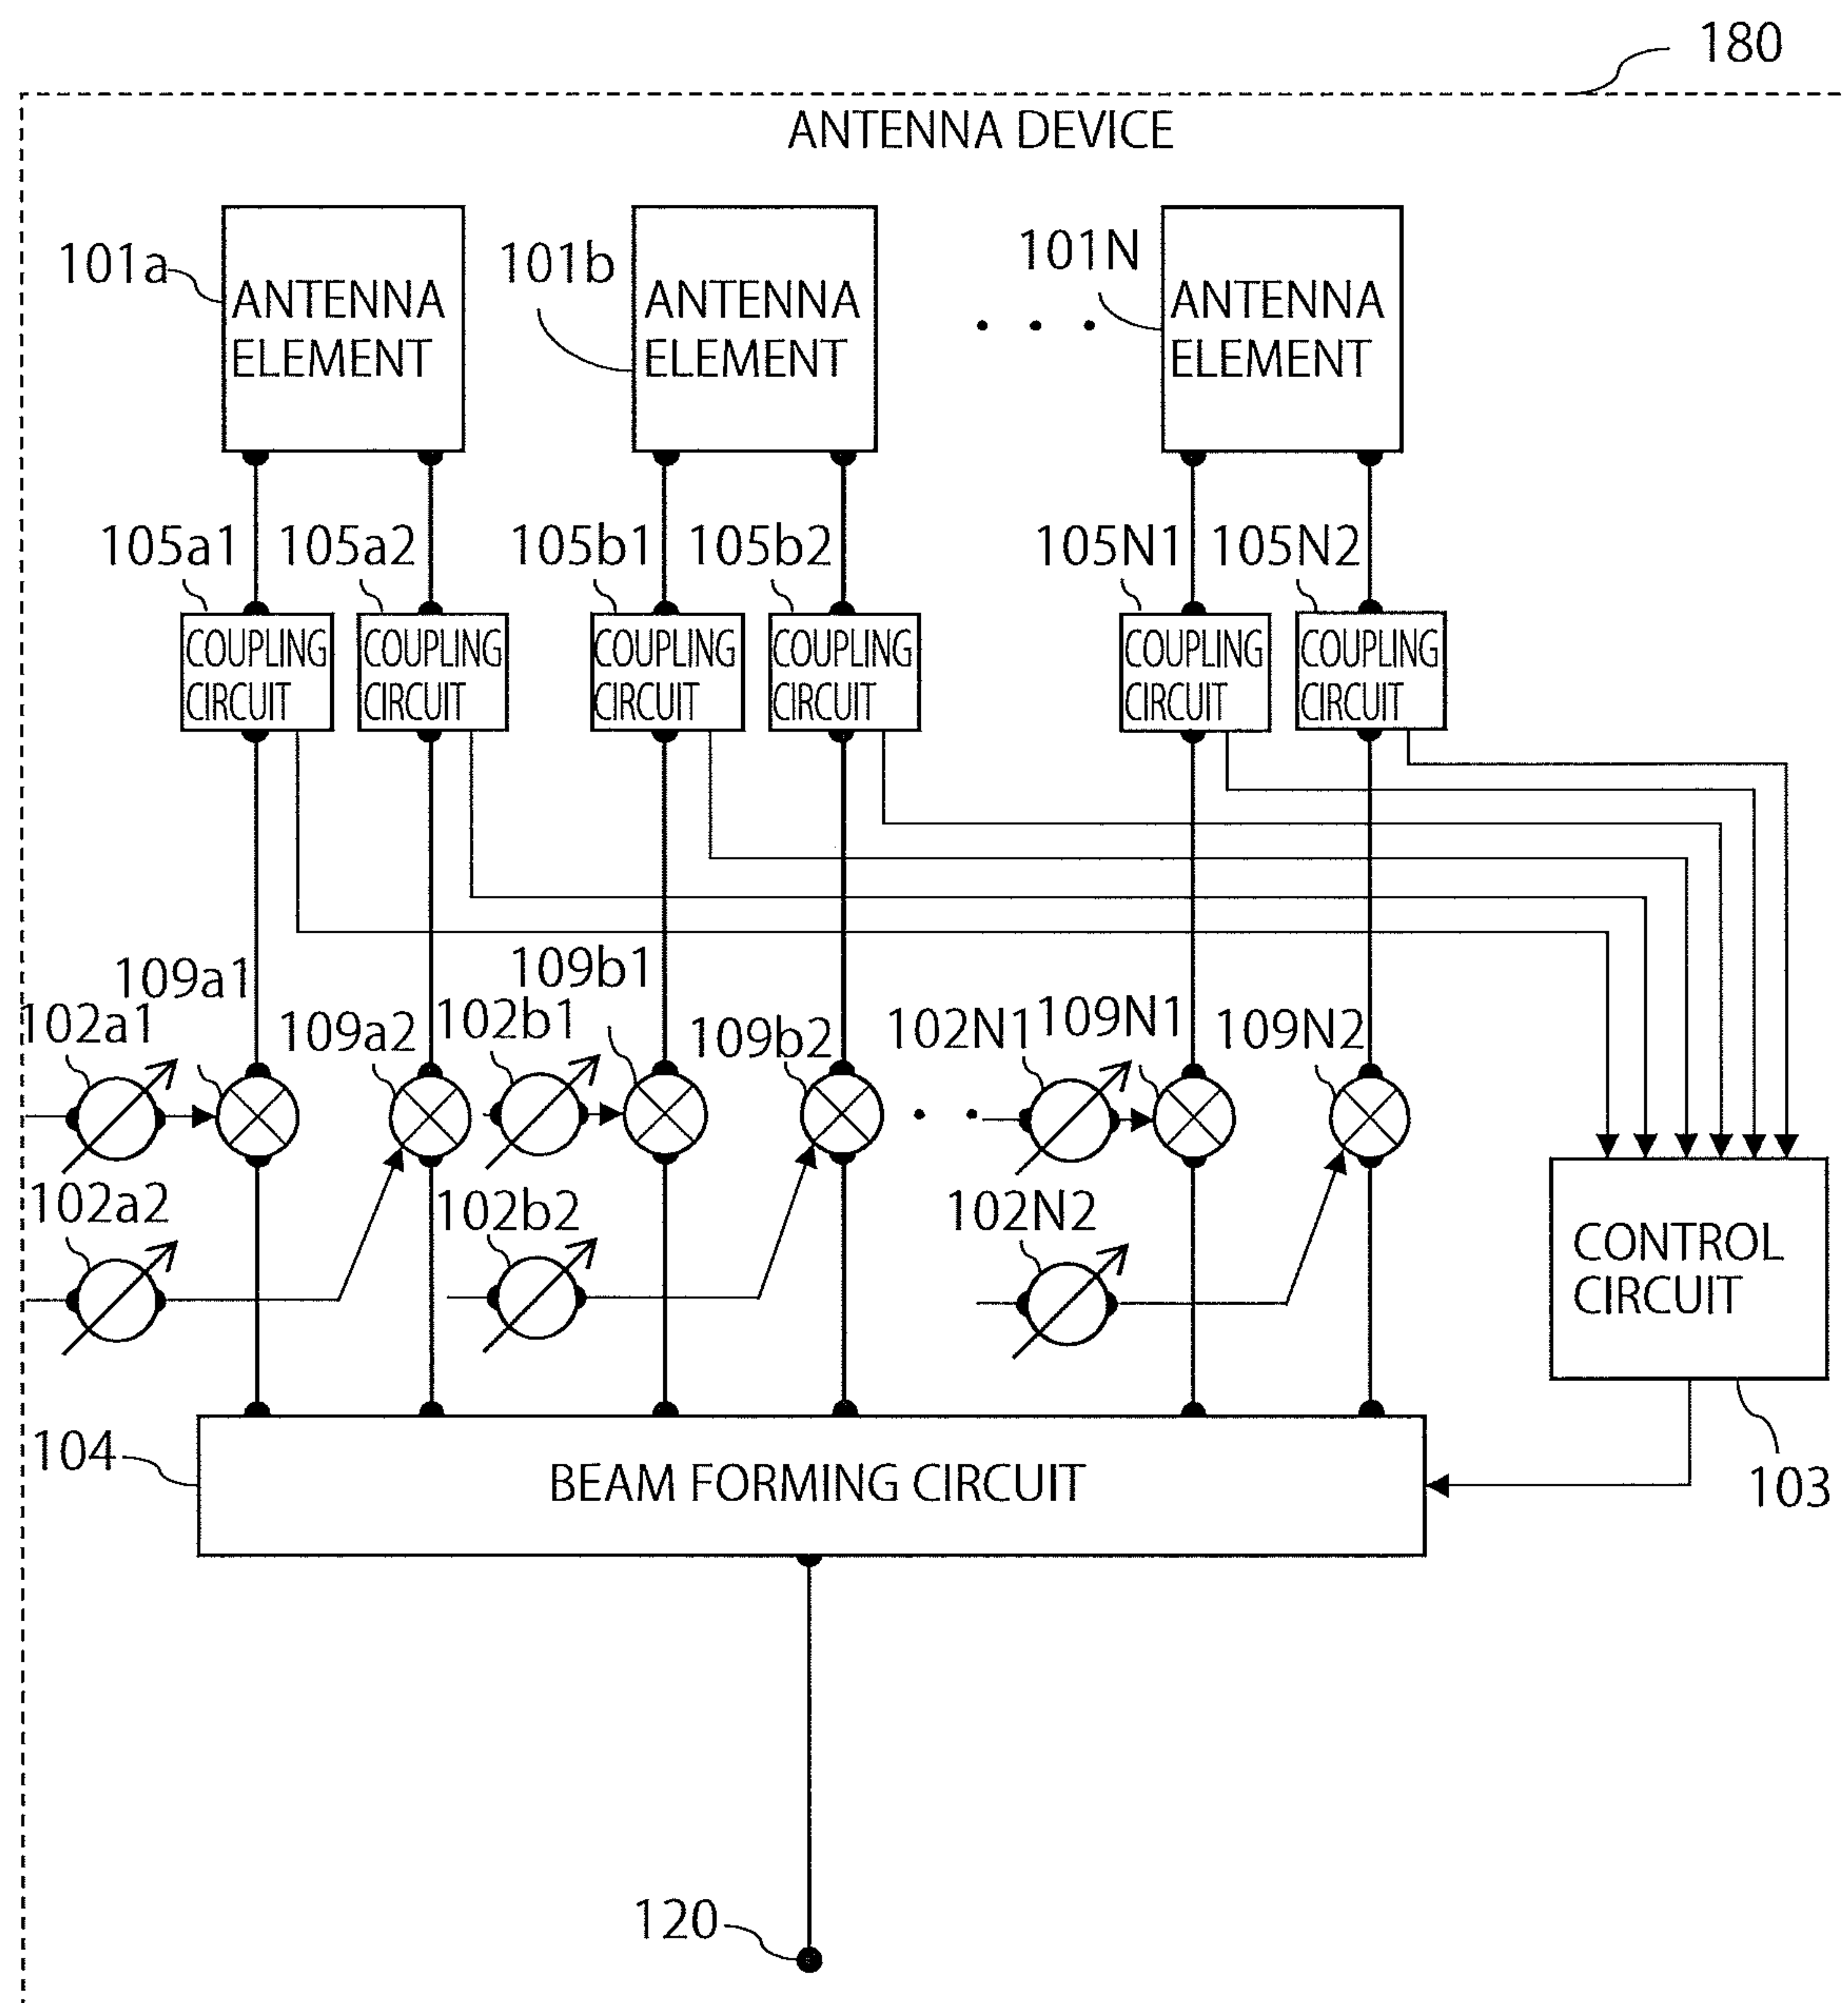 180
ANTENNA DEVICE
101a
ANTENNA
ELEMENT
101b
ANTENNA
ELEMENT
101N
ANTENNA
ELEMENT
105a1
105a2
105b1
105b2
105N1
105N2
COUPLING
CIRCUIT
COUPLING
CIRCUIT
COUPLING
CIRCUIT
COUPLING
CIRCUIT
COUPLING
CIRCUIT
COUPLING
CIRCUIT
109a1
109b1
102a1
109a2
102b1
109b2
102N1
109N1
109N2
102a2
102b2
102N2
CONTROL
CIRCUIT
104
BEAM FORMING CIRCUIT
103
120